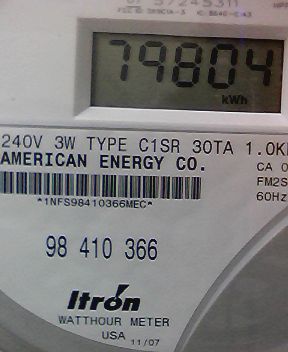 79804
kWh
240V 3W TYPE C1SR 30TA 1.0K
AMERICAN ENERGY CO.
CA 0
FM2S
*1NFS98410366MEC*
60Hz
98 410 366
Itron
WATTHOUR METER
USA 11/07